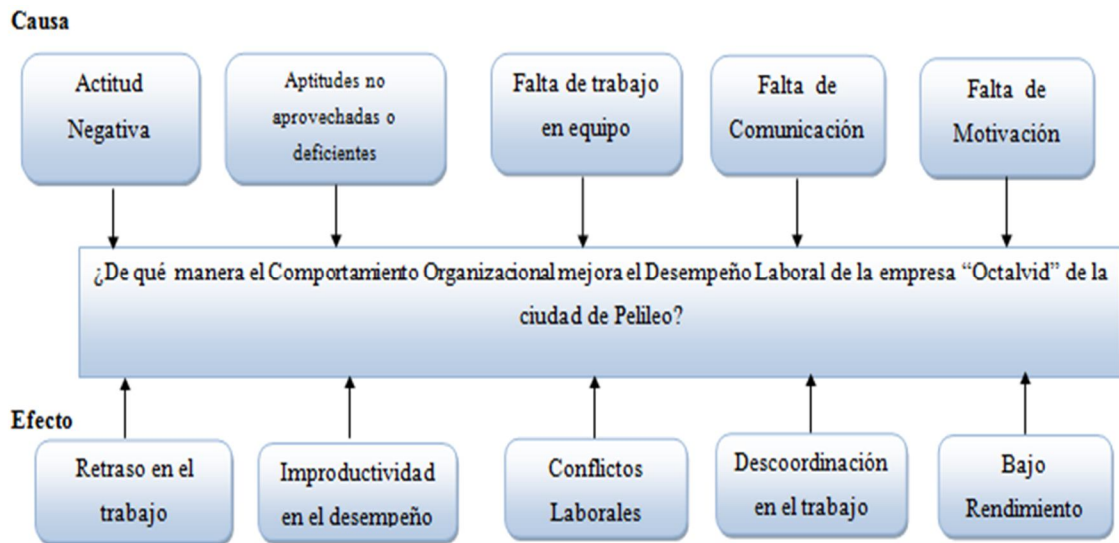 Causa
Actitud
Negativa
Aptitudes no
aprovechadas o
deficientes
Falta de trabajo
en equipo
Falta de
Comunicación
Falta de
Motivación
¿De qué manera el Comportamiento Organizacional mejora el Desempeño Laboral de la empresa “Octalvid” de la
ciudad de Pelileo?
Efecto
Retraso en el
trabajo
Improductividad
en el desempeño
Conflictos
Laborales
Descoordinación
en el trabajo
Bajo
Rendimiento